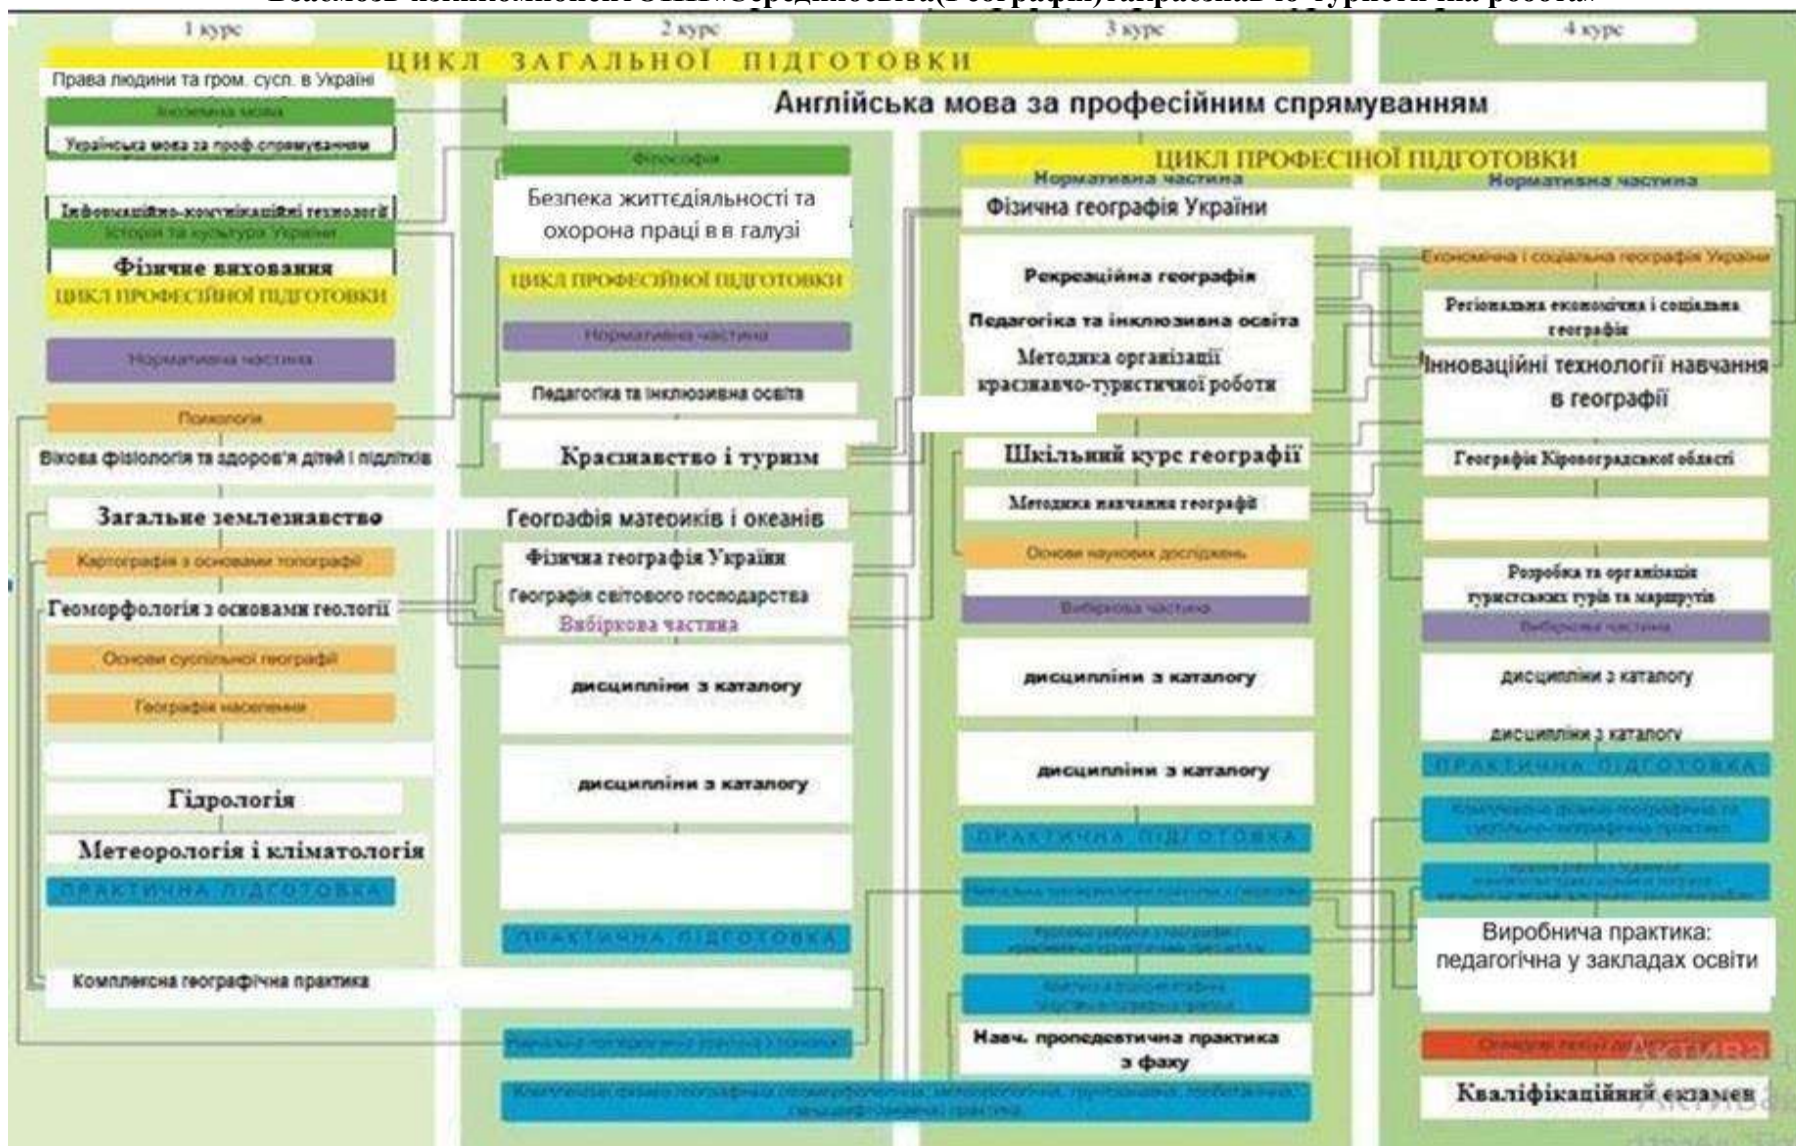 1 курс
2 курс
3 курс
4 курс
ЦИКЛ ЗАГАЛЬНОЇ ПІДГОТОВКИ
Права людини та гром. сусп. в Україні
Іноземна мова
Українська мова за проф.спрямуванням
Інформаційно-комунікаційні технології
Історія та культура України
Фізичне виховання
ЦИКЛ ПРОФЕСІЙНОЇ ПІДГОТОВКИ
Нормативна частина
Психологія
Вікова фізіологія та здоров'я дітей і підлітків
Загальне землезнавство
Картографія з основами топографії
Геоморфологія з основами геології
Основи суспільної географії
Географія населення
Гідрологія
Метеорологія і кліматологія
ПРАКТИЧНА ПІДГОТОВКА
Комплексна географічна практика
Англійська мова за професійним спрямуванням
Філософія
Безпека життєдіяльності та
охорона праці в в галузі
ЦИКЛ ПРОФЕСІЙНОЇ ПІДГОТОВКИ
Нормативна частина
Педагогіка та інклюзивна освіта
Краєзнавство і туризм
Географія материків і океанів
Фізична географія України
Географія світового господарства
Вибіркова частина
дисципліни з каталогу
дисципліни з каталогу
ПРАКТИЧНА ПІДГОТОВКА
ЦИКЛ ПРОФЕСІНОЇ ПІДГОТОВКИ
Нормативна частина
Фізична географія України
Рекреаційна географія
Педагогіка та інклюзивна освіта
Методика організації
краєзнавчо-туристичної роботи
Шкільний курс географії
Методика навчання географії
Основи наукових досліджень
Вибіркова частина
дисципліни з каталогу
дисципліни з каталогу
ПРАКТИЧНА ПІДГОТОВКА
Навч. пропедевтична практика
з фаху
Нормативна частина
Економічна і соціальна географія України
Регіональна економічна і соціальна
географія
Інноваційні технології навчання
в географії
Географія Кіровоградської області
Розробка та організація
туристських турів та маршрутів
Вибіркова частина
дисципліни з каталогу
дисципліни з каталогу
ПРАКТИЧНА ПІДГОТОВКА
Комплексна фізико-географічна та
суспільно-географічна практика
Виробнича практика:
педагогічна у закладах освіти
Кваліфікаційний екзамен